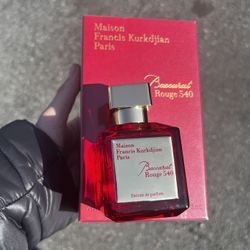 Maison
Francis Kurkdjian
Paris
Baccarat
Rouge 540
Maison
Francis Kurkdjian
Paris
Baccarat
Rouge 540
Extrait de parfum